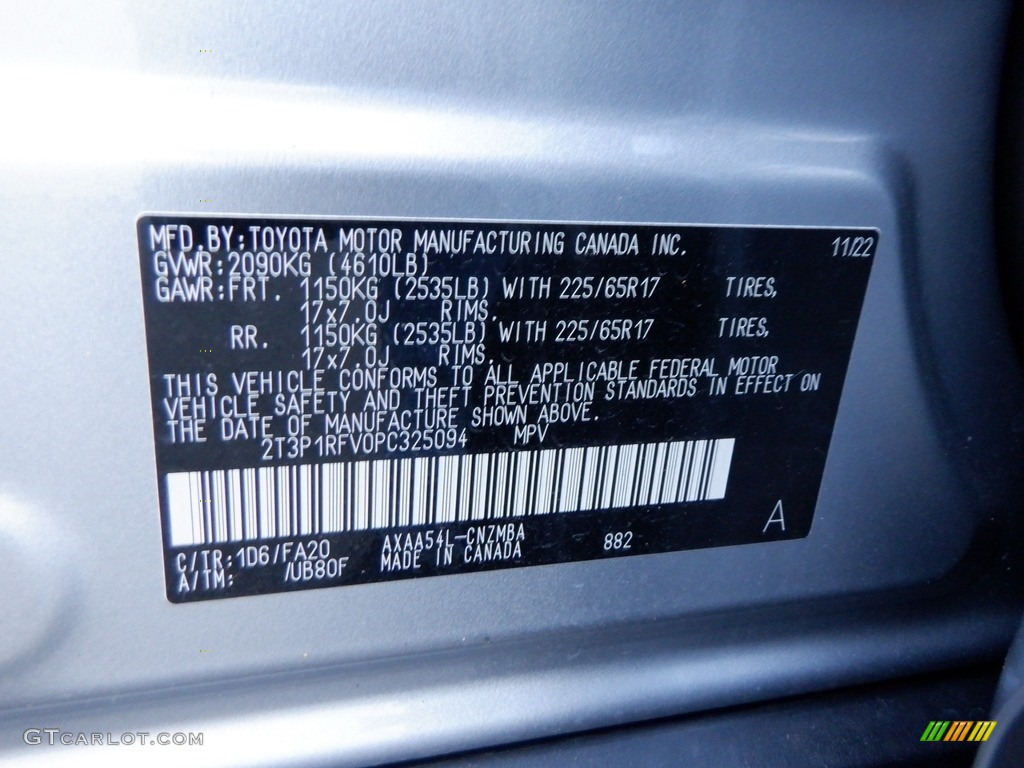 MFD.BY:TOYOTA MOTOR MANUFACTURING CANADA INC. 11/22
GVWR:2090KG (4610LB)
GAWR:FRT. 1150KG (2535LB) WITH 225/65R17 TIRES,
17x7.0J RIMS.
RR. 1150KG (2535LB) WITH 225/65R17 TIRES,
17x7.0J RIMS.
THIS VEHICLE CONFORMS TO ALL APPLICABLE FEDERAL MOTOR
VEHICLE SAFETY AND THEFT PREVENTION STANDARDS IN EFFECT ON
THE DATE OF MANUFACTURE SHOWN ABOVE.
2T3P1RFV0PC325094 MPV
A
C/TR:1D6/FA20 AXAA54L-CNZMBA 882
A/TM: /UB80F MADE IN CANADA
GTCARLOT.COM